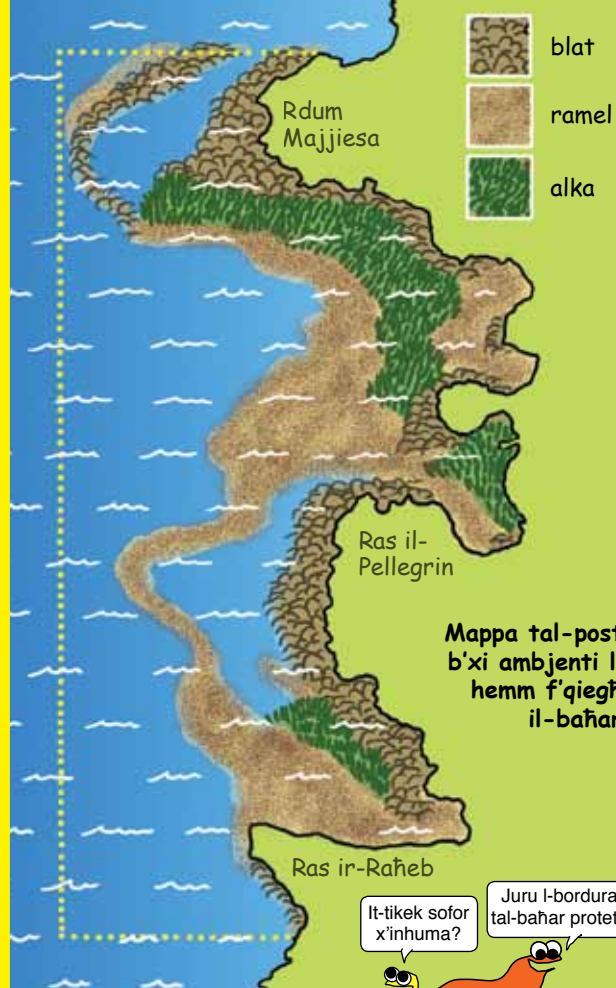 blat
ramel
alka
Rdum
Majjiesa
Ras il-
Pellegrin
Mappa tal-post
b'xi ambjenti l
hemm f'qiegħ
il-baħar
Ras ir-Raħeb
It-tikek sofor
x'inhuma?
Juru l-bordura
tal-baħar protet